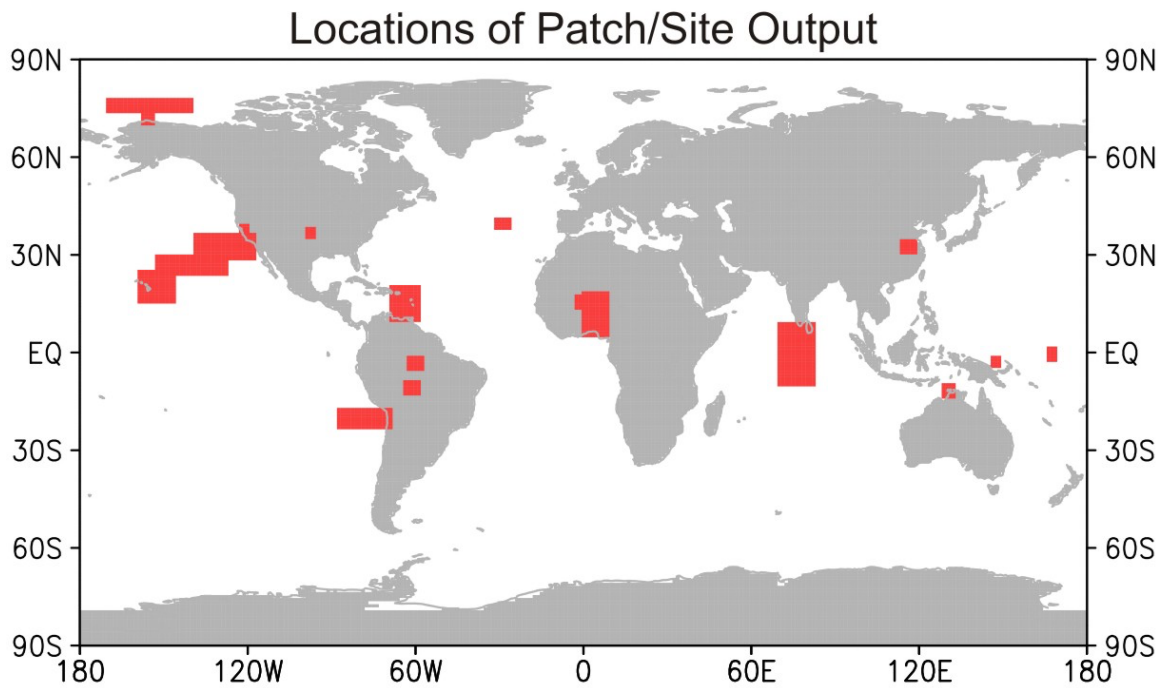 Locations of Patch/Site Output
90N 90N
60N 60N
30N 30N
EQ EQ
30S 30S
60S 60S
90S 90S
180 120W 60W 0 60E 120E 180